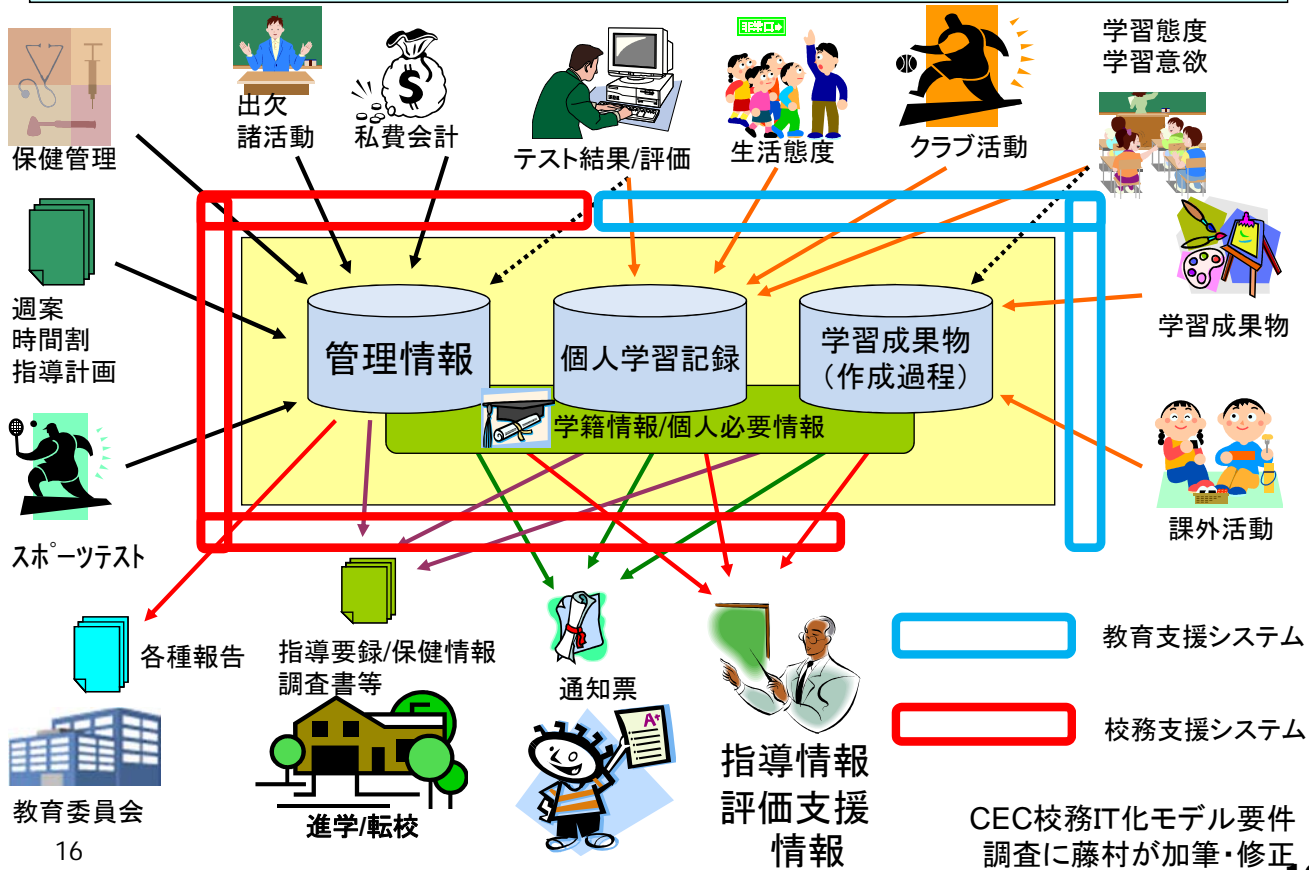 非常口
学習態度
学習意欲
出欠
諸活動
私費会計
保健管理
テスト結果/評価
生活態度
クラブ活動
週案
時間割
指導計画
学習成果物
管理情報
個人学習記録
学習成果物
(作成過程)
学籍情報/個人必要情報
スポーツテスト
課外活動
各種報告
指導要録/保健情報
調査書等
通知票
A+
教育支援システム
校務支援システム
指導情報
評価支援
情報
教育委員会
進学/転校
CEC校務IT化モデル要件
調査に藤村が加筆・修正
16